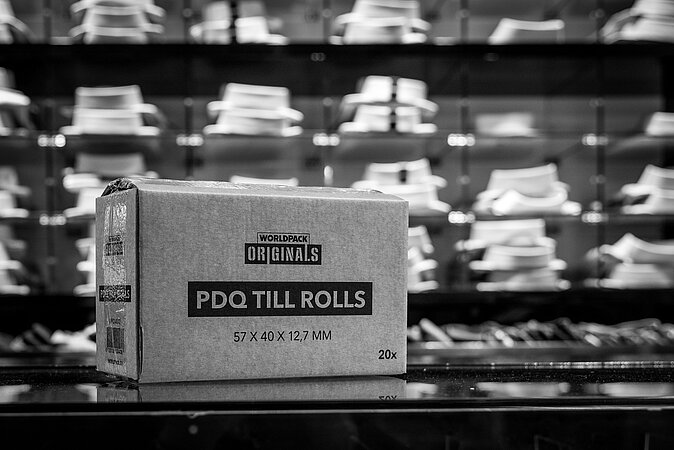 WORLDPACK
ORIGINALS
PDQ TILL ROLLS
57 X 40 X 12,7 MM
20x